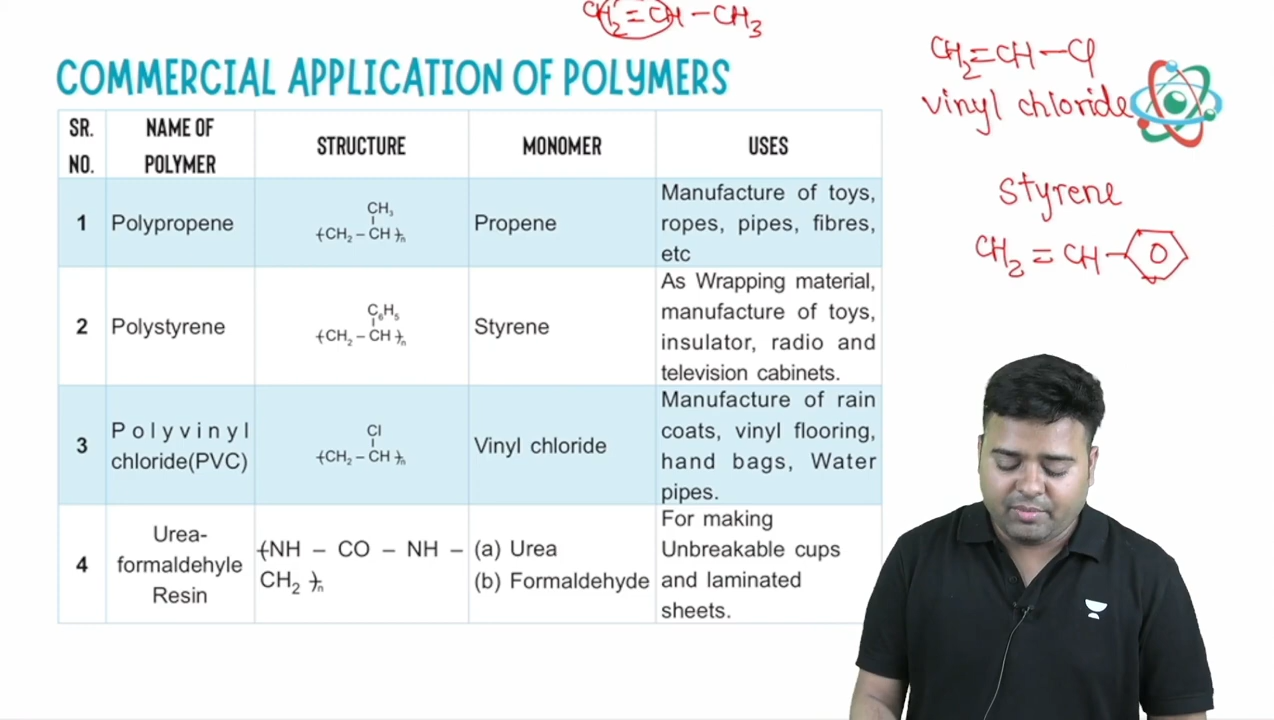 CH2=CH-CH3
CH2=CH-Cl
COMMERCIAL APPLICATION OF POLYMERS
vinyl chloride
SR. NO.
NAME OF POLYMER
STRUCTURE
MONOMER
USES
Styrene
CH2=CH-
1
Polypropene
CH3
(CH2 – CH)n
Propene
Manufacture of toys,
ropes, pipes, fibres,
etc
2
Polystyrene
C6H5
(CH2 – CH)n
Styrene
As Wrapping material,
manufacture of toys,
insulator, radio and
television cabinets.
3
Polyvinyl
chloride(PVC)
Cl
(CH2 – CH)n
Vinyl chloride
Manufacture of rain
coats, vinyl flooring,
hand bags, Water
pipes.
4
Urea-
formaldehyle
Resin
(NH – CO – NH –
CH2)n
(a) Urea
(b) Formaldehyde
For making
Unbreakable cups
and laminated
sheets.